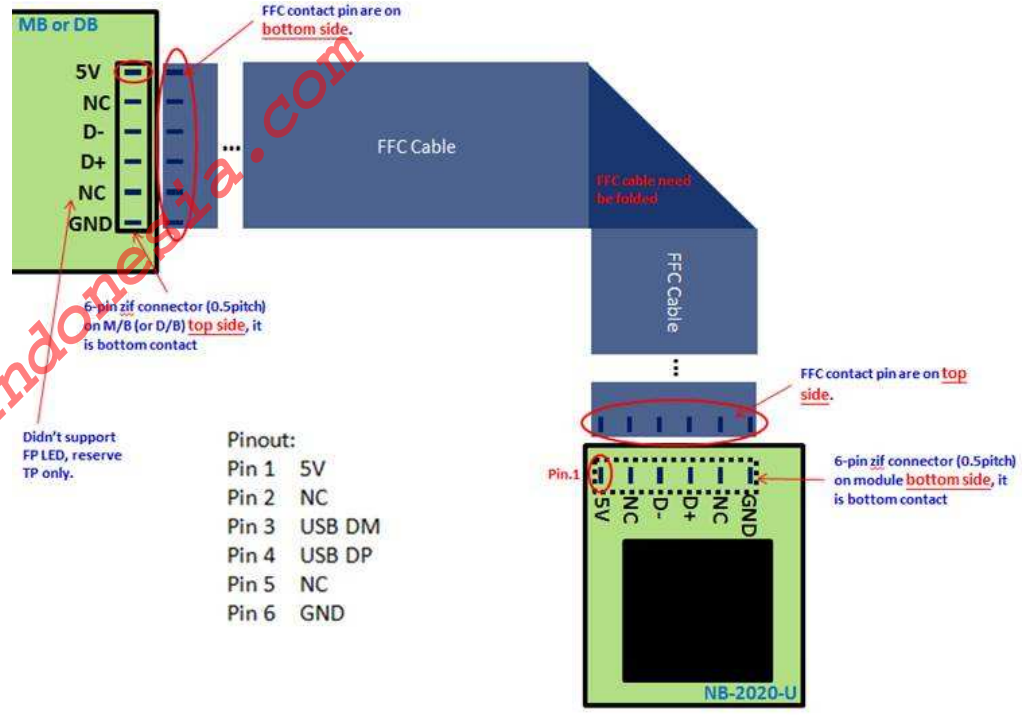 MB or DB
FFC contact pin are on
bottom side.
5V
NC
D-
D+
NC
GND
...
FFC Cable
FFC cable need
be folded
FFC Cable
...
6-pin zif connector (0.5pitch)
on M/B (or D/B) top side, it
is bottom contact
Didn't support
FP LED, reserve
TP only.
FFC contact pin are on top
side.
Pinout:
Pin 1 5V
Pin 2 NC
Pin 3 USB DM
Pin 4 USB DP
Pin 5 NC
Pin 6 GND
Pin.1
5V
NC
D-
D+
NC
GND
6-pin zif connector (0.5pitch)
on module bottom side, it
is bottom contact
NB-2020-U
indonesia.com